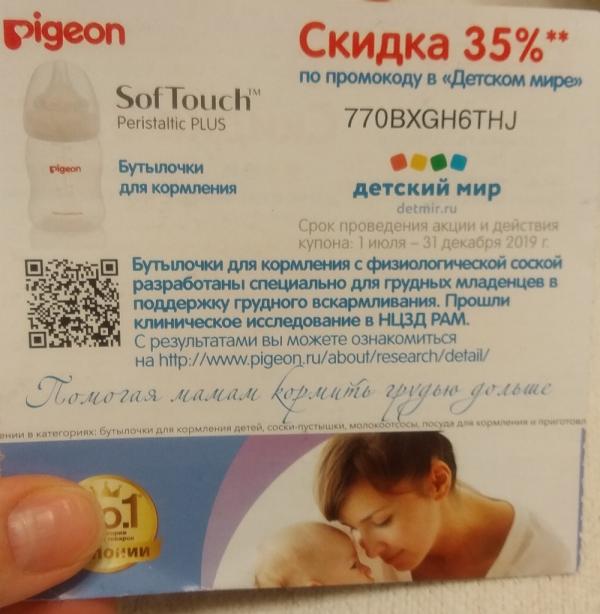 pigeon
Скидка 35%**
по промокоду в «Детском мире»
770BXGH6THJ
SofTouch™
Peristaltic PLUS
pigeon
Бутылочки
для кормления
детский мир
detmir.ru
Срок проведения акции и действия
купона: 1 июля – 31 декабря 2019 г.
Бутылочки для кормления с физиологической соской
разработаны специально для грудных младенцев в
поддержку грудного вскармливания. Прошли
клиническое исследование в НЦЗД РАМ.
С результатами вы можете ознакомиться
на http://www.pigeon.ru/about/research/detail/
Помогая мамам кормить грудью дольше
ении в категориях: бутылочки для кормления детей, соски-пустышки, молокоотсосы, посуда для кормления и приготовл
o.1